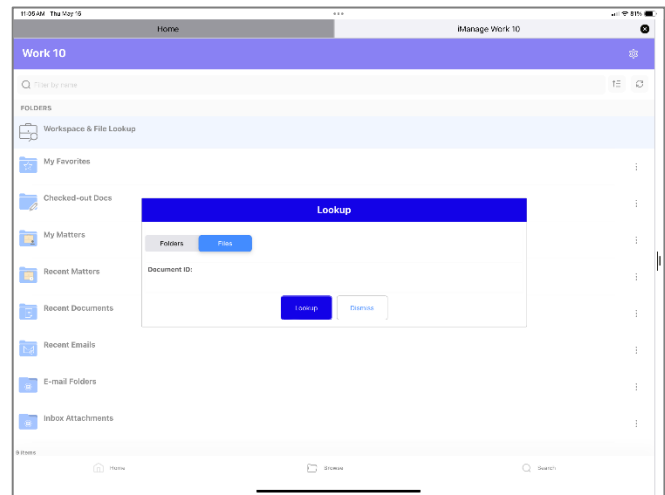 11:05 AM Thu May 16
81%
Home
iManage Work 10
Work 10
Filter by name
FOLDERS
Workspace & File Lookup
My Favorites
Checked-out Docs
My Matters
Recent Matters
Recent Documents
Recent Emails
E-mail Folders
Inbox Attachments
Lookup
Folders
Files
Document ID:
Lookup
Dismiss
9 items
Home
Browse
Search